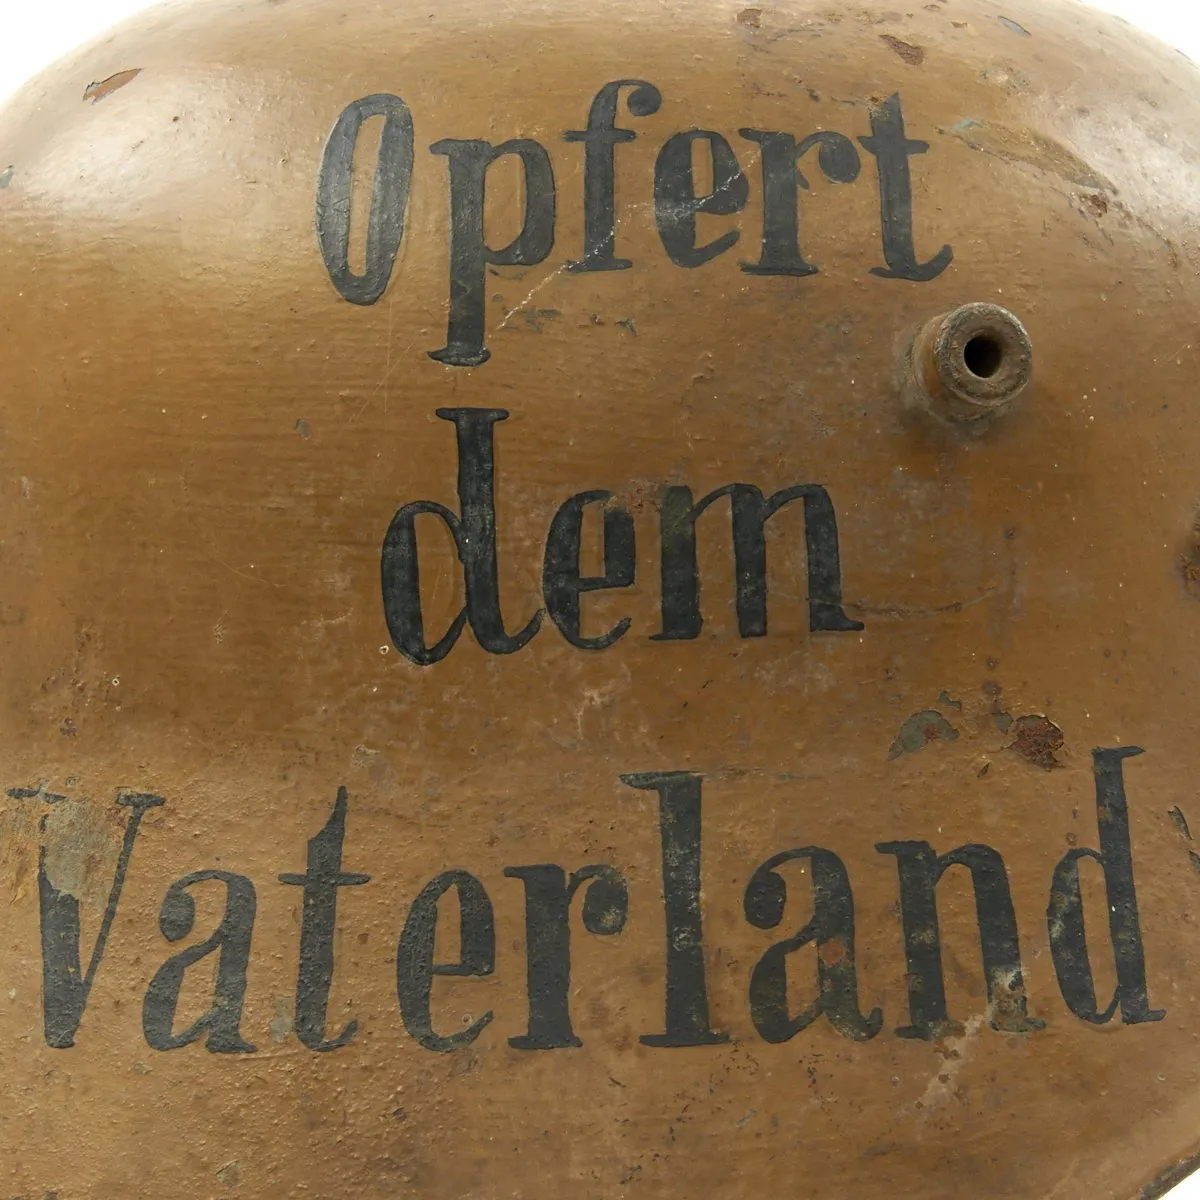 Opfert
dem
Vaterland